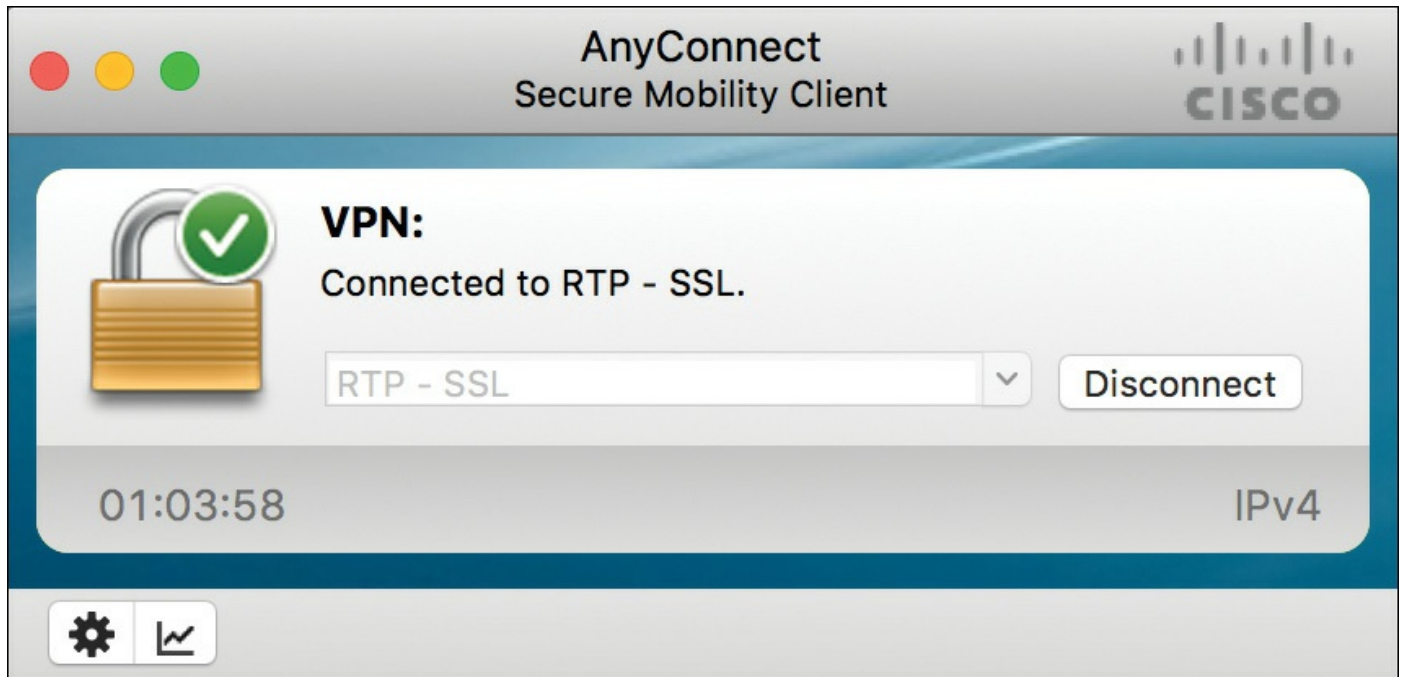 AnyConnect
Secure Mobility Client
CISCO
VPN:
Connected to RTP - SSL.
RTP - SSL
Disconnect
01:03:58
IPv4